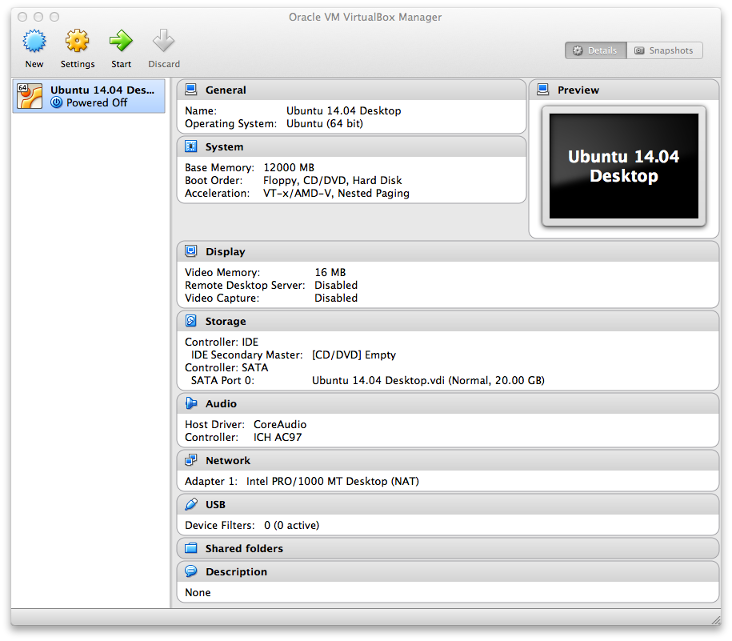 Oracle VM VirtualBox Manager
New Settings Start Discard
Details Snapshots
64
Ubuntu 14.04 Des...
Powered Off
General
Name: Ubuntu 14.04 Desktop
Operating System: Ubuntu (64 bit)
Preview
Ubuntu 14.04
Desktop
System
Base Memory: 12000 MB
Boot Order: Floppy, CD/DVD, Hard Disk
Acceleration: VT-x/AMD-V, Nested Paging
Display
Video Memory: 16 MB
Remote Desktop Server: Disabled
Video Capture: Disabled
Storage
Controller: IDE
IDE Secondary Master: [CD/DVD] Empty
Controller: SATA
SATA Port 0: Ubuntu 14.04 Desktop.vdi (Normal, 20.00 GB)
Audio
Host Driver: CoreAudio
Controller: ICH AC97
Network
Adapter 1: Intel PRO/1000 MT Desktop (NAT)
USB
Device Filters: 0 (0 active)
Shared folders
Description
None